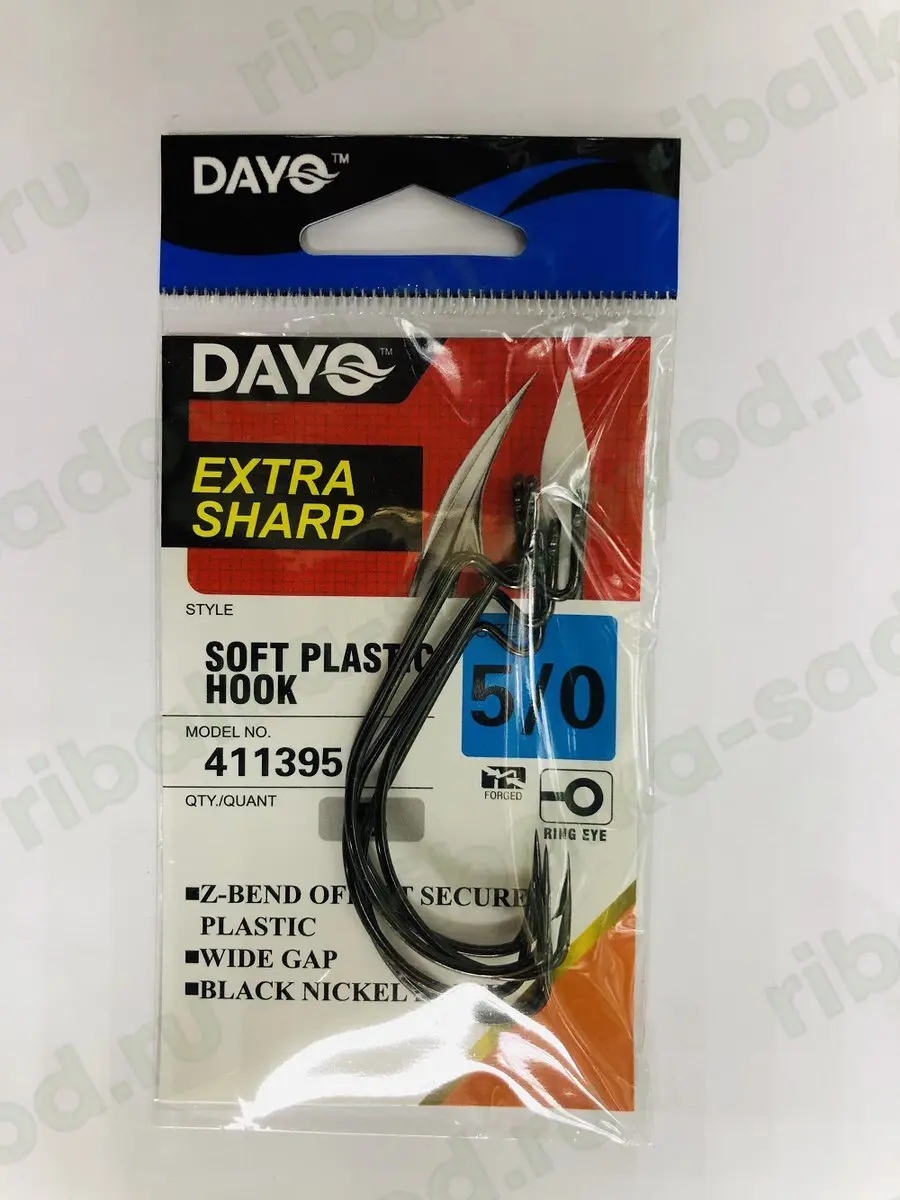 DAYO™
DAYO™
EXTRA
SHARP
STYLE
SOFT PLASTIC
HOOK
5/0
MODEL NO.
411395
FORGED
RING EYE
QTY./QUANT
■Z-BEND SECURE
PLASTIC
■WIDE GAP
■BLACK NICKEL